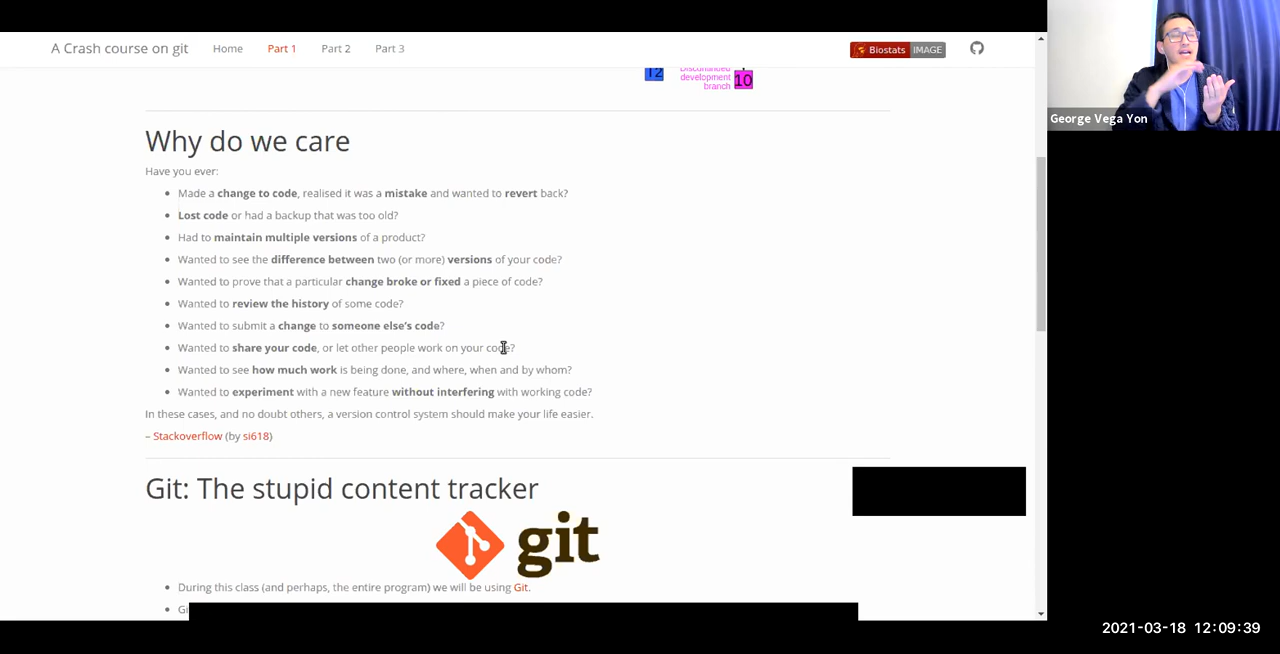 A Crash course on git Home Part 1 Part 2 Part 3 Biostats IMAGE
12 Discontinued
development
branch 10
George Vega Yon
Why do we care
Have you ever:
Made a change to code, realised it was a mistake and wanted to revert back?
Lost code or had a backup that was too old?
Had to maintain multiple versions of a product?
Wanted to see the difference between two (or more) versions of your code?
Wanted to prove that a particular change broke or fixed a piece of code?
Wanted to review the history of some code?
Wanted to submit a change to someone else's code?
Wanted to share your code, or let other people work on your code?
Wanted to see how much work is being done, and where, when and by whom?
Wanted to experiment with a new feature without interfering with working code?
In these cases, and no doubt others, a version control system should make your life easier.
– Stackoverflow (by si618)
Git: The stupid content tracker
git
During this class (and perhaps, the entire program) we will be using Git.
2021-03-18 12:09:39